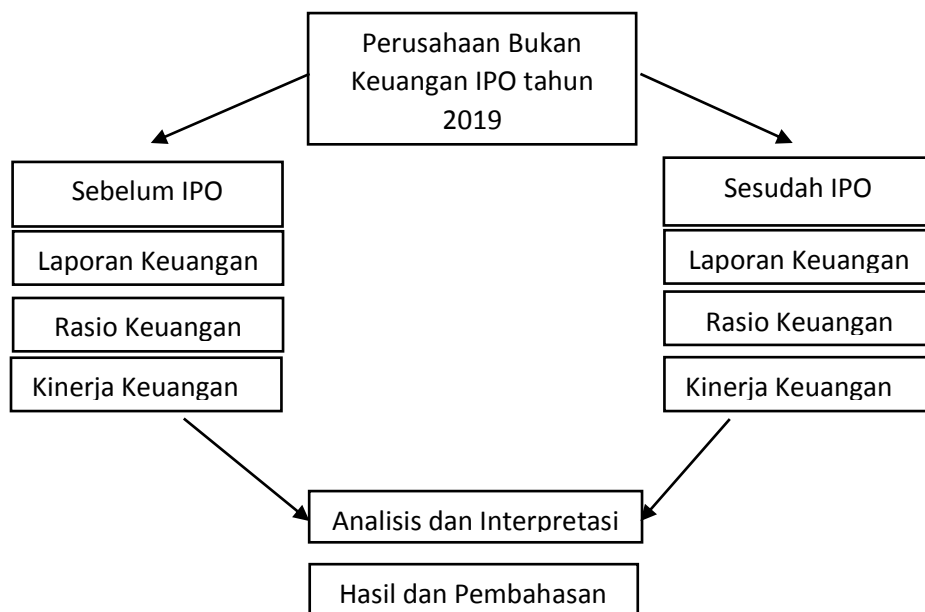 Perusahaan Bukan
Keuangan IPO tahun
2019
Sebelum IPO
Laporan Keuangan
Rasio Keuangan
Kinerja Keuangan
Sesudah IPO
Laporan Keuangan
Rasio Keuangan
Kinerja Keuangan
Analisis dan Interpretasi
Hasil dan Pembahasan